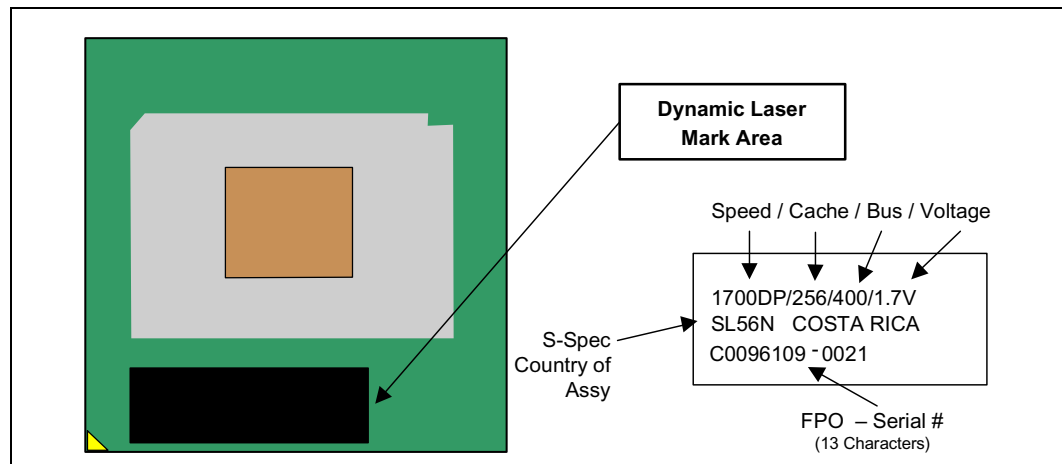 Dynamic Laser
Mark Area
Speed / Cache / Bus / Voltage
1700DP/256/400/1.7V
SL56N COSTA RICA
C0096109 - 0021
S-Spec
Country of
Assy
FPO – Serial #
(13 Characters)